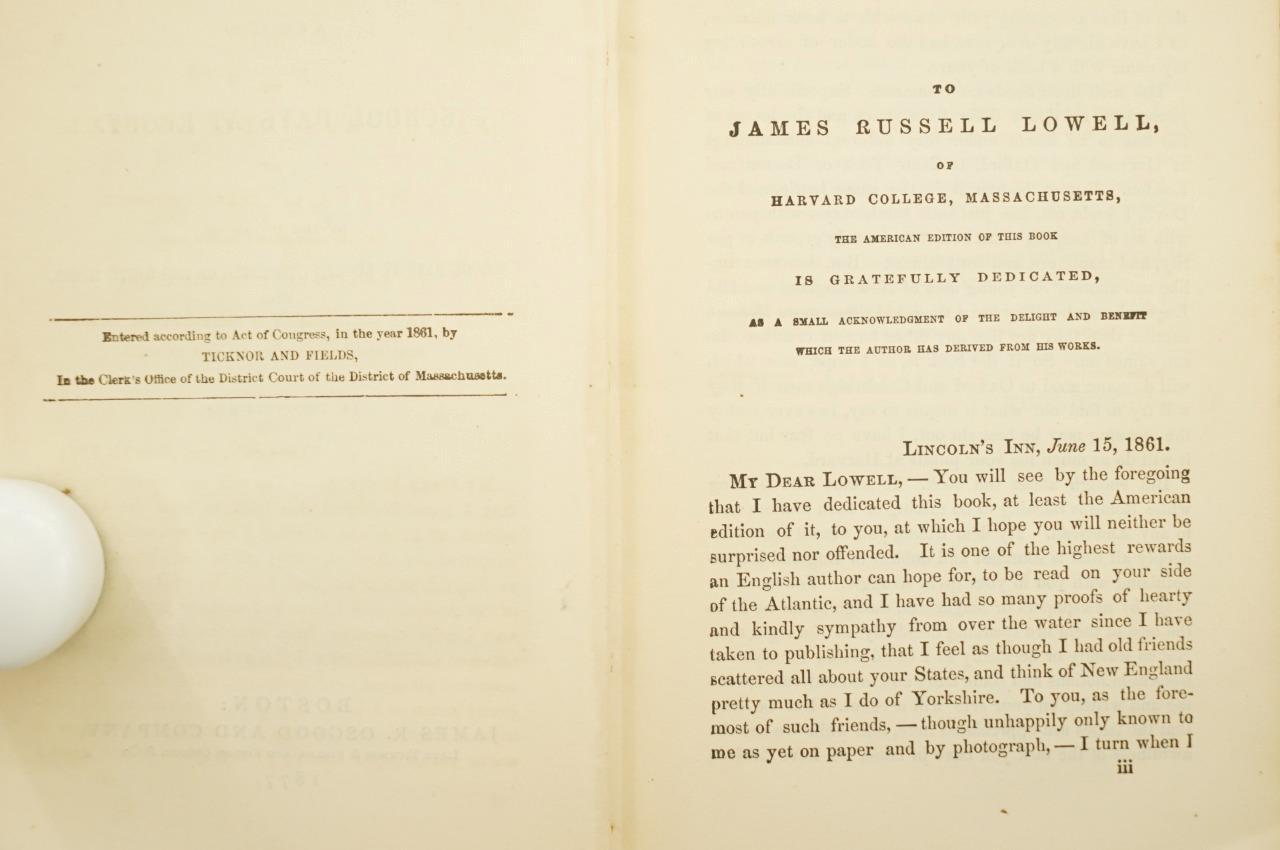 Entered according to Act of Congress, in the year 1861, by
TICKNOR AND FIELDS,
In the Clerk's Office of the District Court of the District of Massachusetts.
TO
JAMES RUSSELL LOWELL,
OF
HARVARD COLLEGE, MASSACHUSETTS,
THE AMERICAN EDITION OF THIS BOOK
IS GRATEFULLY DEDICATED,
AS A SMALL ACKNOWLEDGMENT OF THE DELIGHT AND BENEFIT
WHICH THE AUTHOR HAS DERIVED FROM HIS WORKS.
LINCOLN'S INN, June 15, 1861.
MY DEAR LOWELL, — You will see by the foregoing
that I have dedicated this book, at least the American
edition of it, to you, at which I hope you will neither be
surprised nor offended. It is one of the highest rewards
an English author can hope for, to be read on your side
of the Atlantic, and I have had so many proofs of hearty
and kindly sympathy from over the water since I have
taken to publishing, that I feel as though I had old friends
scattered all about your States, and think of New England
pretty much as I do of Yorkshire. To you, as the fore-
most of such friends, — though unhappily only known to
me as yet on paper and by photograph, — I turn when I
iii